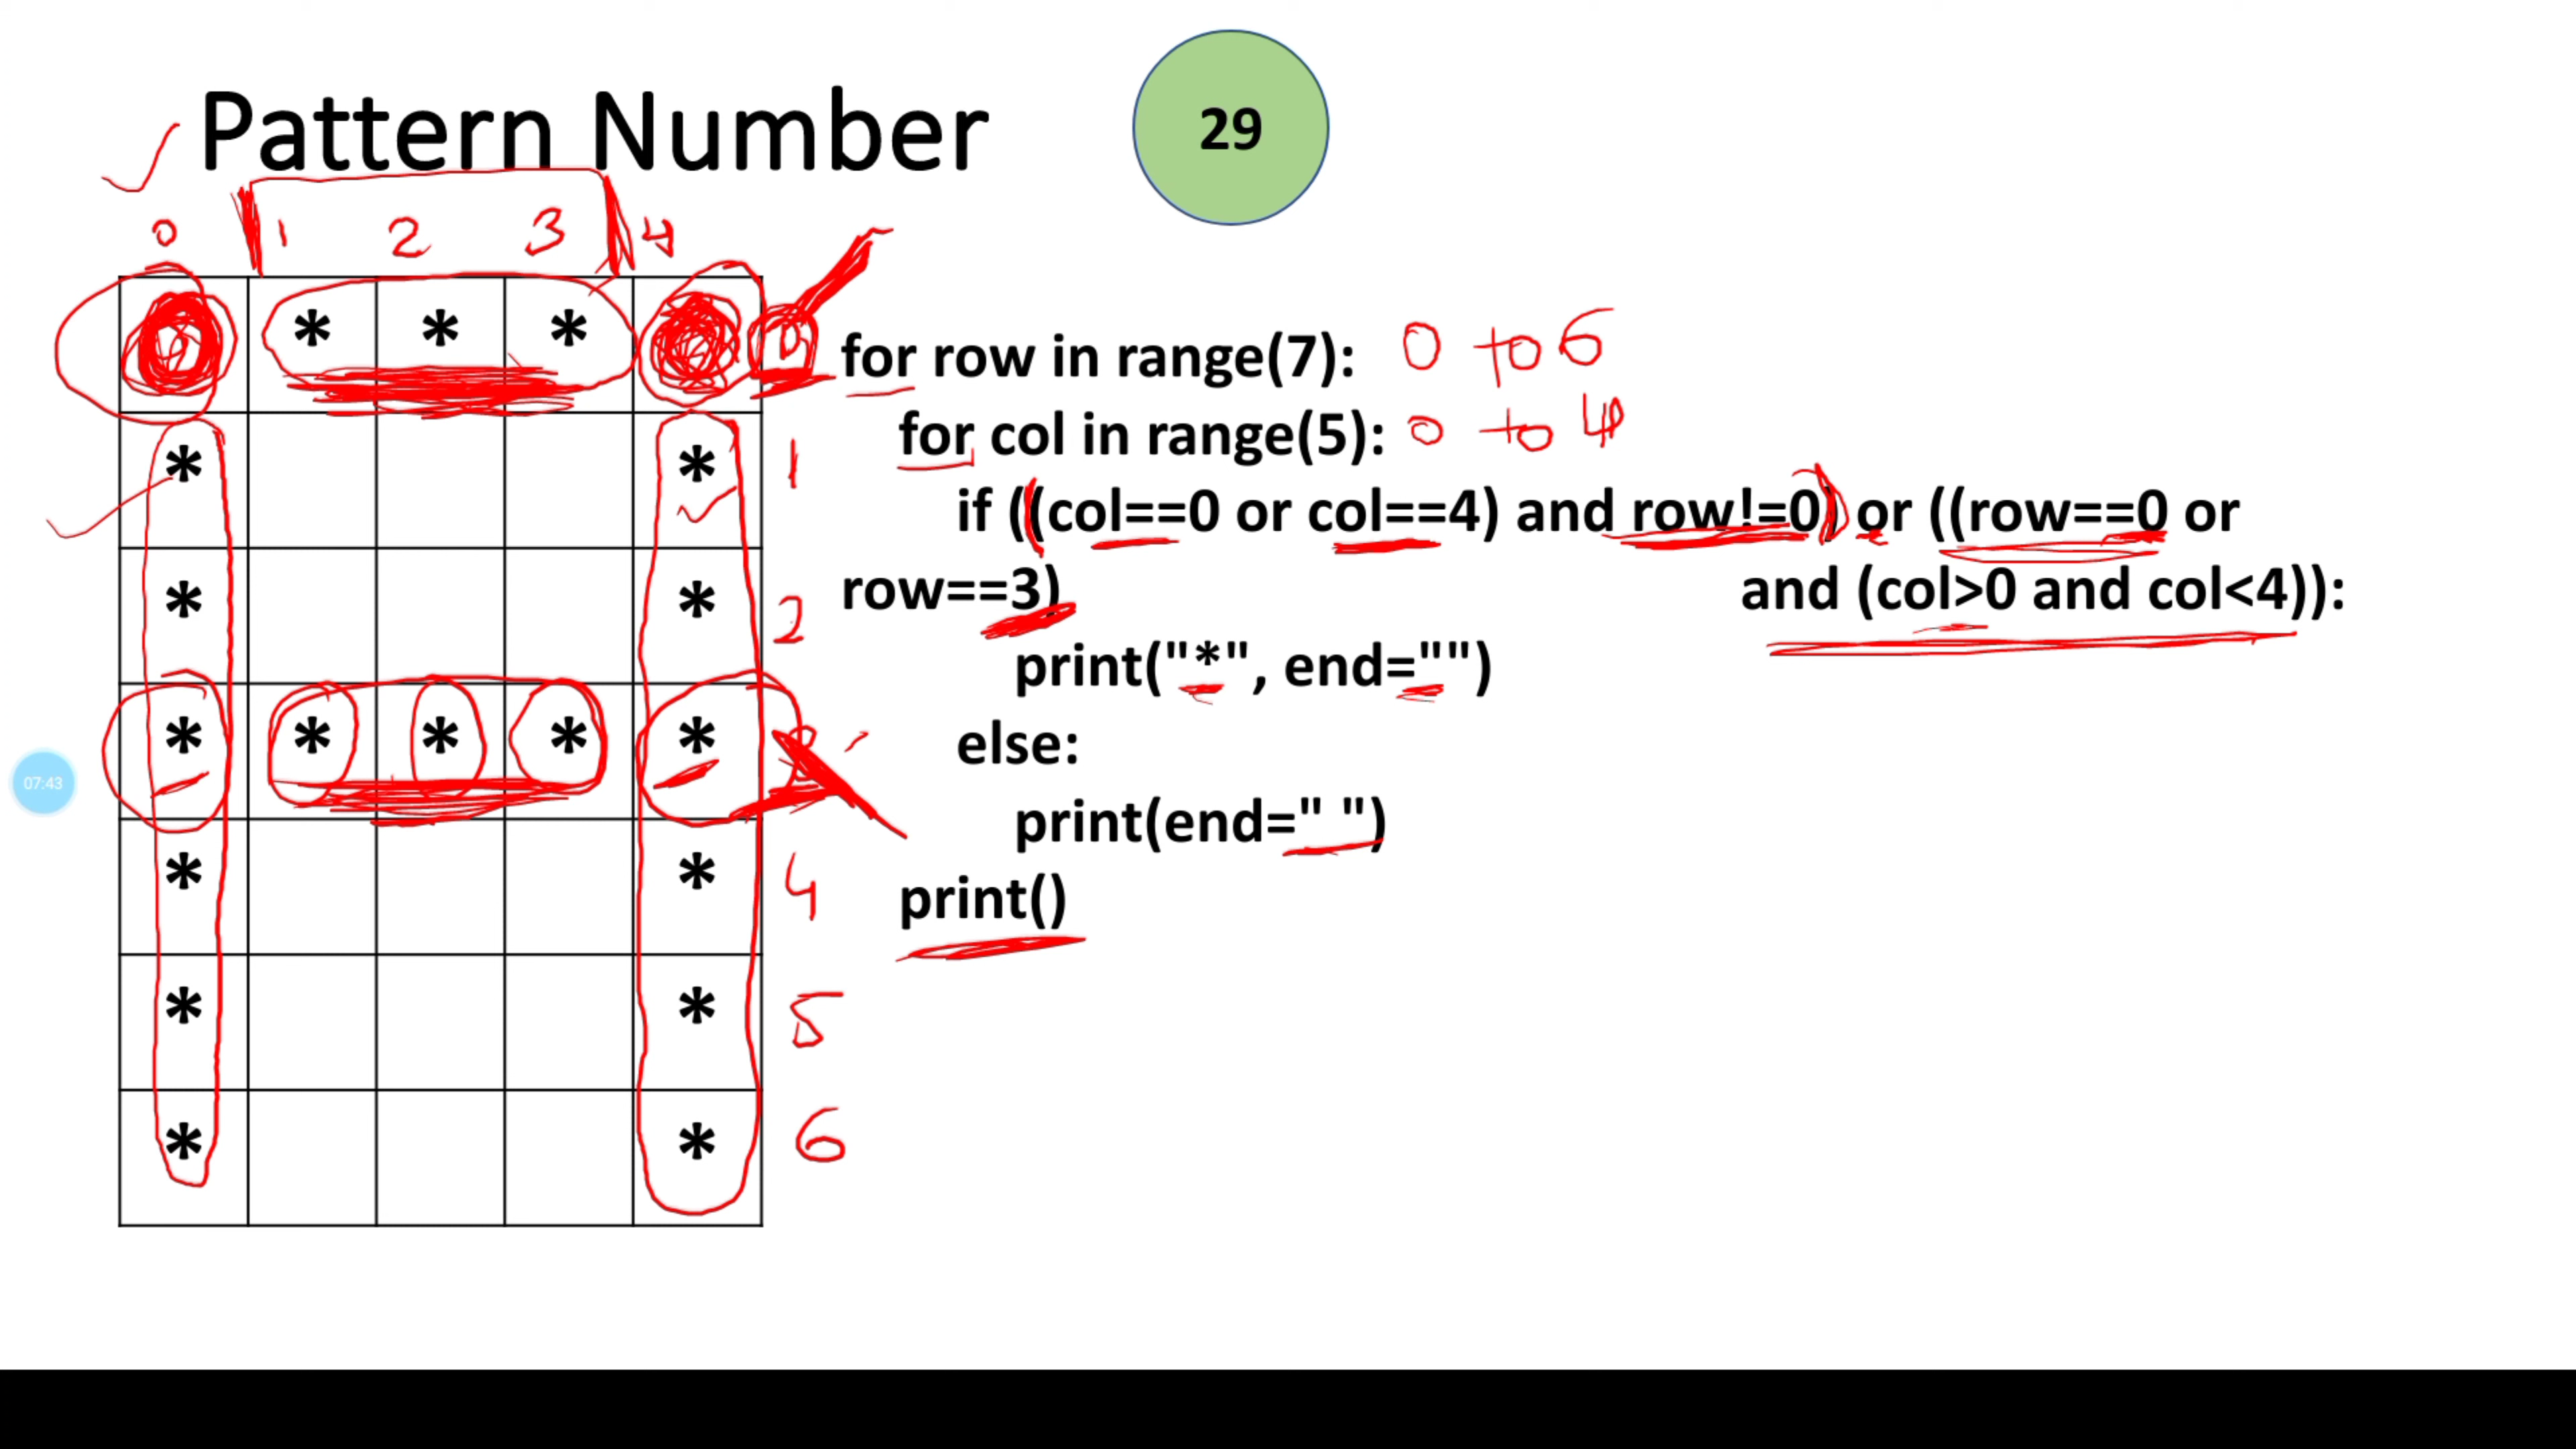 Pattern Number
29
0 1 2 3 4
* * * 0
* * 1
* * 2
* * * * *
* * 4
* * 5
* * 6
for row in range(7): 0 to 6
for col in range(5): 0 to 4
if ((col==0 or col==4) and row!=0) or ((row==0 or
row==3) and (col>0 and col<4)):
print("*", end="")
else:
print(end=" ")
print()
07:43